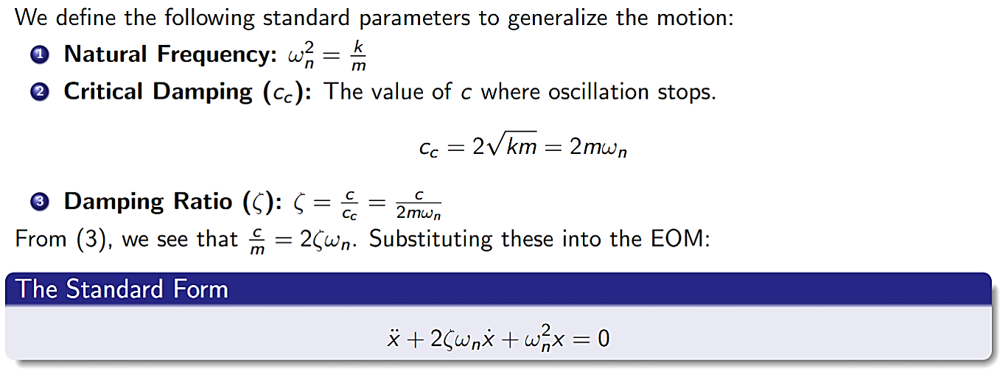 We define the following standard parameters to generalize the motion:
1 Natural Frequency: $\omega_n^2 = \frac{k}{m}$
2 Critical Damping ($c_c$): The value of $c$ where oscillation stops.
$c_c = 2\sqrt{km} = 2m\omega_n$
3 Damping Ratio ($\zeta$): $\zeta = \frac{c}{c_c} = \frac{c}{2m\omega_n}$
From (3), we see that $\frac{c}{m} = 2\zeta\omega_n$. Substituting these into the EOM:
The Standard Form
$\ddot{x} + 2\zeta\omega_n\dot{x} + \omega_n^2 x = 0$